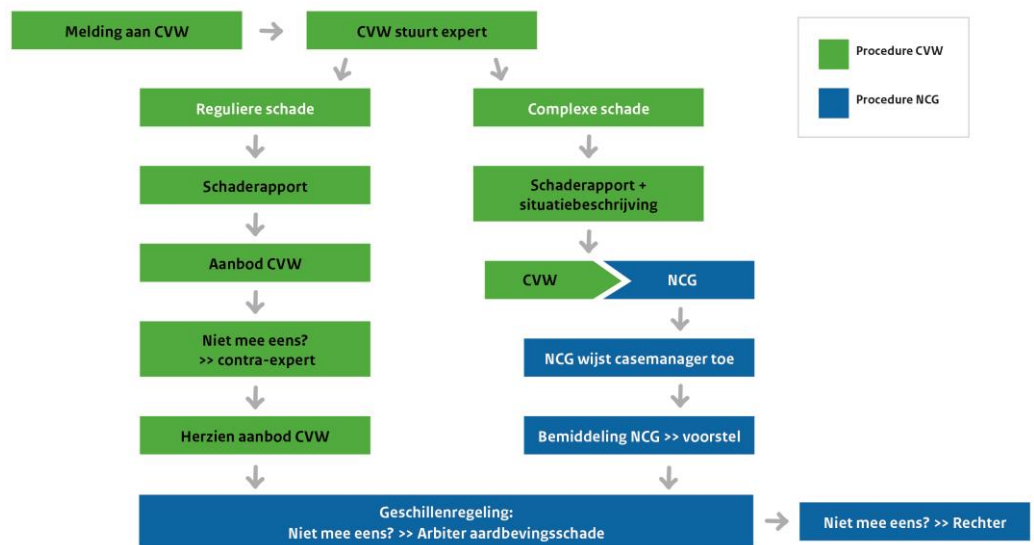 Melding aan CVW
CVW stuurt expert
Procedure CVW
Procedure NCG
Reguliere schade
Complexe schade
Schaderapport
Schaderapport +
situatiebeschrijving
Aanbod CVW
CVW
NCG
Niet mee eens?
>> contra-expert
NCG wijst casemanager toe
Herzien aanbod CVW
Bemiddeling NCG >> voorstel
Geschillenregeling:
Niet mee eens? >> Arbiter aardbevingsschade
Niet mee eens? >> Rechter